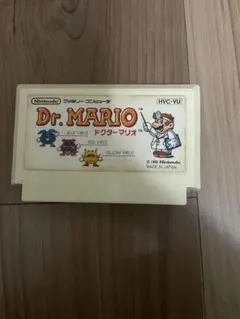 Nintendo ファミリーコンピュータ HVC-VU
Dr. MARIO™
ドクターマリオ
BLUE VIRUS
RED VIRUS
YELLOW VIRUS
© 1990 Nintendo
MADE IN JAPAN